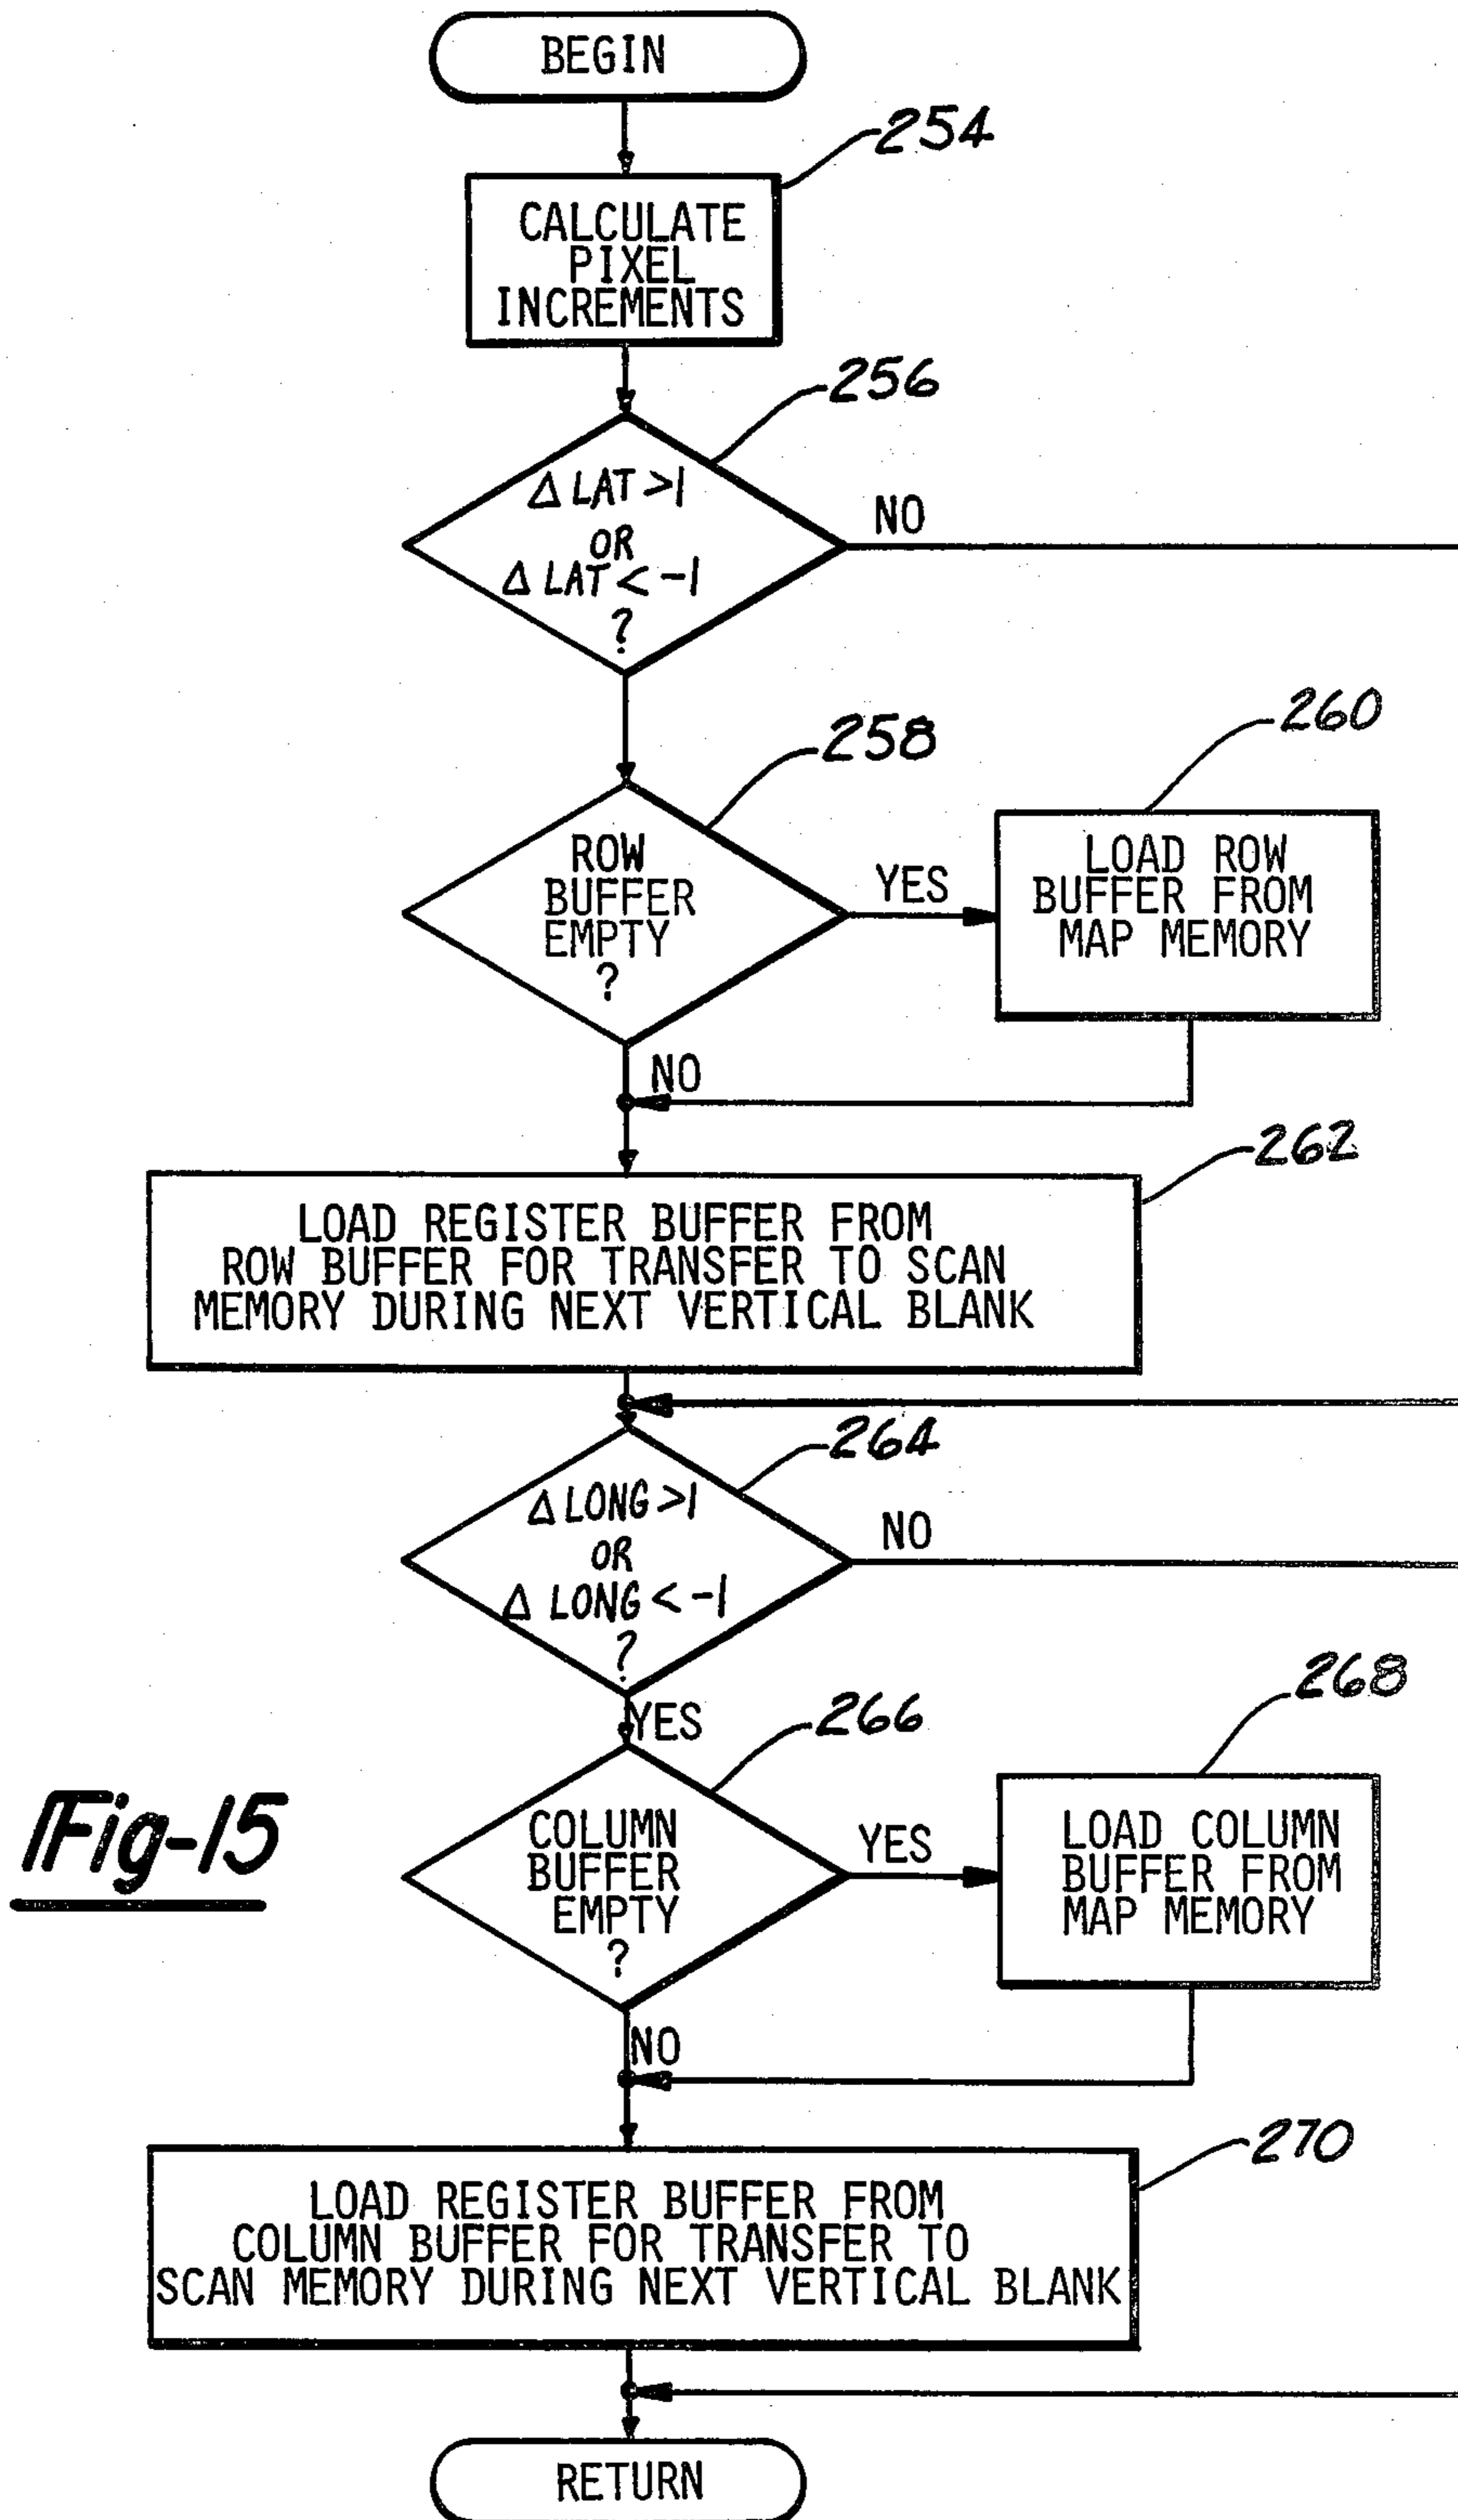 BEGIN
254
CALCULATE
PIXEL
INCREMENTS
256
Δ LAT >1
OR
Δ LAT < -1
?
NO
258
ROW
BUFFER
EMPTY
?
YES
260
LOAD ROW
BUFFER FROM
MAP MEMORY
NO
262
LOAD REGISTER BUFFER FROM
ROW BUFFER FOR TRANSFER TO SCAN
MEMORY DURING NEXT VERTICAL BLANK
264
Δ LONG >1
OR
Δ LONG < -1
?
NO
YES
266
COLUMN
BUFFER
EMPTY
?
YES
268
LOAD COLUMN
BUFFER FROM
MAP MEMORY
Fig-15
NO
270
LOAD REGISTER BUFFER FROM
COLUMN BUFFER FOR TRANSFER TO
SCAN MEMORY DURING NEXT VERTICAL BLANK
RETURN